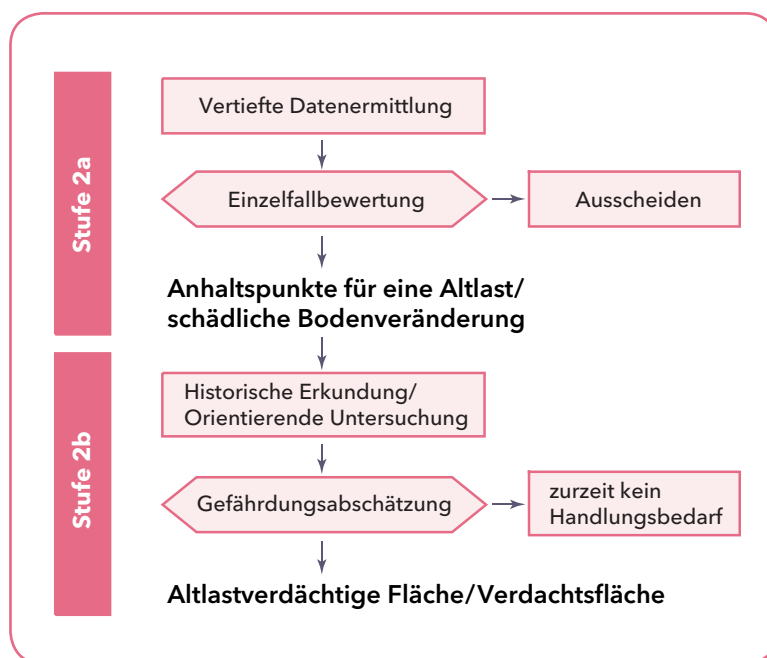 Stufe 2a
Vertiefte Datenermittlung
Einzelfallbewertung
Ausscheiden
Anhaltspunkte für eine Altlast/
schädliche Bodenveränderung
Stufe 2b
Historische Erkundung/
Orientierende Untersuchung
Gefährdungsabschätzung
zurzeit kein
Handlungsbedarf
Altlastverdächtige Fläche/Verdachtsfläche